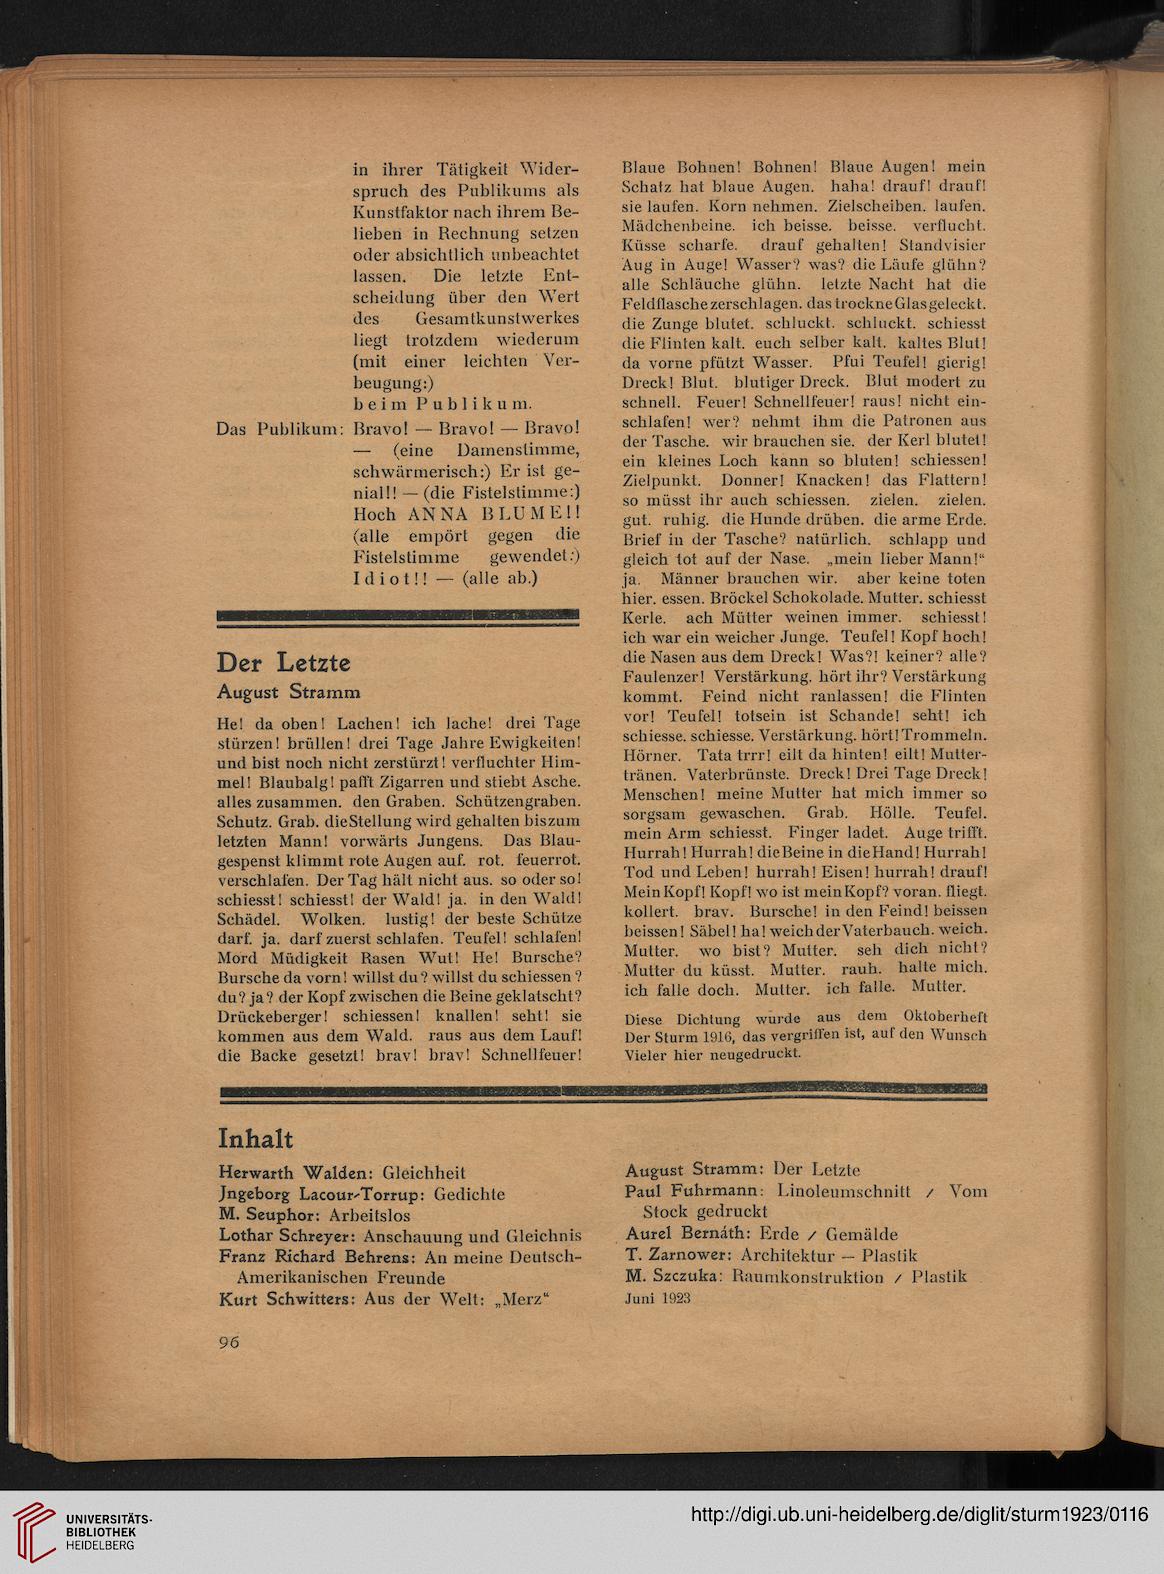 in ihrer Tätigkeit Wider-
spruch des Publikums als
Kunstfaktor nach ihrem Be-
lieben in Rechnung setzen
oder absichtlich unbeachtet
lassen. Die letzte Ent-
scheidung über den Wert
des Gesamtkunstwerkes
liegt trotzdem wiederum
(mit einer leichten Ver-
beugung:)
beim Publikum.
Das Publikum: Bravo! — Bravo! — Bravo!
— (eine Damenstimme,
schwärmerisch:) Er ist ge-
nial!! — (die Fistelstimme:)
Hoch ANNA BLUME!!
(alle empört gegen die
Fistelstimme gewendet:)
Idiot!! — (alle ab.)
Der Letzte
August Stramm
He! da oben! Lachen! ich lache! drei Tage
stürzen! brüllen! drei Tage Jahre Ewigkeiten!
und bist noch nicht zerstürzt! verfluchter Him-
mel! Blaubalg! pafft Zigarren und stiebt Asche.
alles zusammen. den Graben. Schützengraben.
Schutz. Grab. die Stellung wird gehalten bis zum
letzten Mann! vorwärts Jungens. Das Blau-
gespenst klimmt rote Augen auf. rot. feuerrot.
verschlafen. Der Tag hält nicht aus. so oder so!
schiesst! schiesst! der Wald! ja. in den Wald!
Schädel. Wolken. lustig! der beste Schütze
darf. ja. darf zuerst schlafen. Teufel! schlafen!
Mord Müdigkeit Rasen Wut! He! Bursche?
Bursche da vorn! willst du? willst du schiessen?
du? ja? der Kopf zwischen die Beine geklatscht?
Drückeberger! schiessen! knallen! seht! sie
kommen aus dem Wald. raus aus dem Lauf!
die Backe gesetzt! brav! brav! Schnellfeuer!
Blaue Bohnen! Bohnen! Blaue Augen! mein
Schatz hat blaue Augen. haha! drauf! drauf!
sie laufen. Korn nehmen. Zielscheiben. laufen.
Mädchenbeine. ich beisse. beisse. verflucht.
Küsse scharfe. drauf gehalten! Standvisier
Aug in Auge! Wasser? was? die Läufe glühn?
alle Schläuche glühn. letzte Nacht hat die
Feldflasche zerschlagen. das trockne Glas geleckt.
die Zunge blutet. schluckt. schluckt. schiesst
die Flinten kalt. euch selber kalt. kaltes Blut!
da vorne pfützt Wasser. Pfui Teufel! gierig!
Dreck! Blut. blutiger Dreck. Blut modert zu
schnell. Feuer! Schnellfeuer! raus! nicht ein-
schlafen! wer? nehmt ihm die Patronen aus
der Tasche. wir brauchen sie. der Kerl blutet!
ein kleines Loch kann so bluten! schiessen!
Zielpunkt. Donner! Knacken! das Flattern!
so müsst ihr auch schiessen. zielen. zielen.
gut. ruhig. die Hunde drüben. die arme Erde.
Brief in der Tasche? natürlich. schlapp und
gleich tot auf der Nase. „mein lieber Mann!“
ja. Männer brauchen wir. aber keine toten
hier. essen. Bröckel Schokolade. Mutter. schiesst
Kerle. ach Mütter weinen immer. schiesst!
ich war ein weicher Junge. Teufel! Kopf hoch!
die Nasen aus dem Dreck! Was?! keiner? alle?
Faulenzer! Verstärkung. hört ihr? Verstärkung
kommt. Feind nicht ranlassen! die Flinten
vor! Teufel! totsein ist Schande! seht! ich
schiesse. schiesse. Verstärkung. hört! Trommeln.
Hörner. Tata trrr! eilt da hinten! eilt! Mutter-
tränen. Vaterbrünste. Dreck! Drei Tage Dreck!
Menschen! meine Mutter hat mich immer so
sorgsam gewaschen. Grab. Hölle. Teufel.
mein Arm schiesst. Finger ladet. Auge trifft.
Hurrah! Hurrah! die Beine in die Hand! Hurrah!
Tod und Leben! hurrah! Eisen! hurrah! drauf!
Mein Kopf! Kopf! wo ist mein Kopf? voran. fliegt.
kollert. brav. Bursche! in den Feind! beissen
beissen! Säbel! ha! weich der Vaterbauch. weich.
Mutter. wo bist? Mutter. seh dich nicht?
Mutter du küsst. Mutter. rauh. halte mich.
ich falle doch. Mutter. ich falle. Mutter.
Diese Dichtung wurde aus dem Oktoberheft
Der Sturm 1916, das vergriffen ist, auf den Wunsch
Vieler hier neugedruckt.
Inhalt
Herwarth Walden: Gleichheit
Jngeborg Lacour-Torrup: Gedichte
M. Seuphor: Arbeitslos
Lothar Schreyer: Anschauung und Gleichnis
Franz Richard Behrens: An meine Deutsch-
Amerikanischen Freunde
Kurt Schwitters: Aus der Welt: „Merz“
August Stramm: Der Letzte
Paul Fuhrmann: Linoleumschnitt / Vom
Stock gedruckt
Aurel Bernáth: Erde / Gemälde
T. Zarnower: Architektur — Plastik
M. Szczuka: Raumkonstruktion / Plastik
Juni 1923
96
UNIVERSITÄTS-
BIBLIOTHEK
HEIDELBERG
http://digi.ub.uni-heidelberg.de/diglit/sturm1923/0116